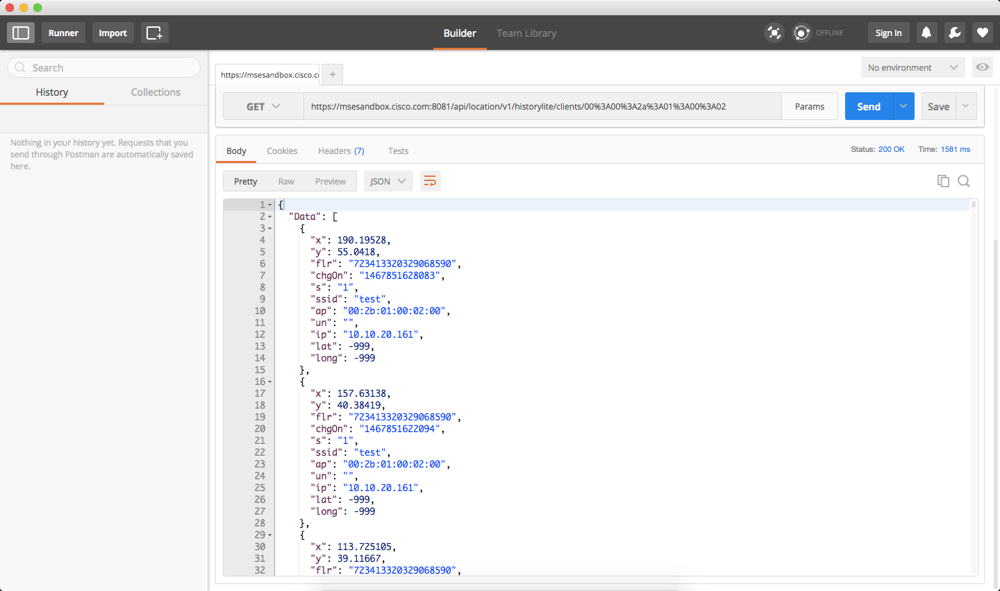 Runner
Import
Builder
Team Library
OFFLINE
Sign In
Search
History
Collections
Nothing in your history yet. Requests that you
send through Postman are automatically saved
here.
https://msesandbox.cisco.co
+
No environment
GET
https://msesandbox.cisco.com:8081/api/location/v1/historylite/clients/00%3A00%3A2a%3A01%3A00%3A02
Params
Send
Save
Body
Cookies
Headers (7)
Tests
Status: 200 OK
Time: 1581 ms
Pretty
Raw
Preview
JSON
1 {
2 "Data": [
3 {
4 "x": 190.19528,
5 "y": 55.0418,
6 "flr": "723413320329068590",
7 "chgOn": "1467851628083",
8 "s": "1",
9 "ssid": "test",
10 "ap": "00:2b:01:00:02:00",
11 "un": "",
12 "ip": "10.10.20.161",
13 "lat": -999,
14 "long": -999
15 },
16 {
17 "x": 157.63138,
18 "y": 40.38419,
19 "flr": "723413320329068590",
20 "chgOn": "1467851622094",
21 "s": "1",
22 "ssid": "test",
23 "ap": "00:2b:01:00:02:00",
24 "un": "",
25 "ip": "10.10.20.161",
26 "lat": -999,
27 "long": -999
28 },
29 {
30 "x": 113.725105,
31 "y": 39.11667,
32 "flr": "723413320329068590",